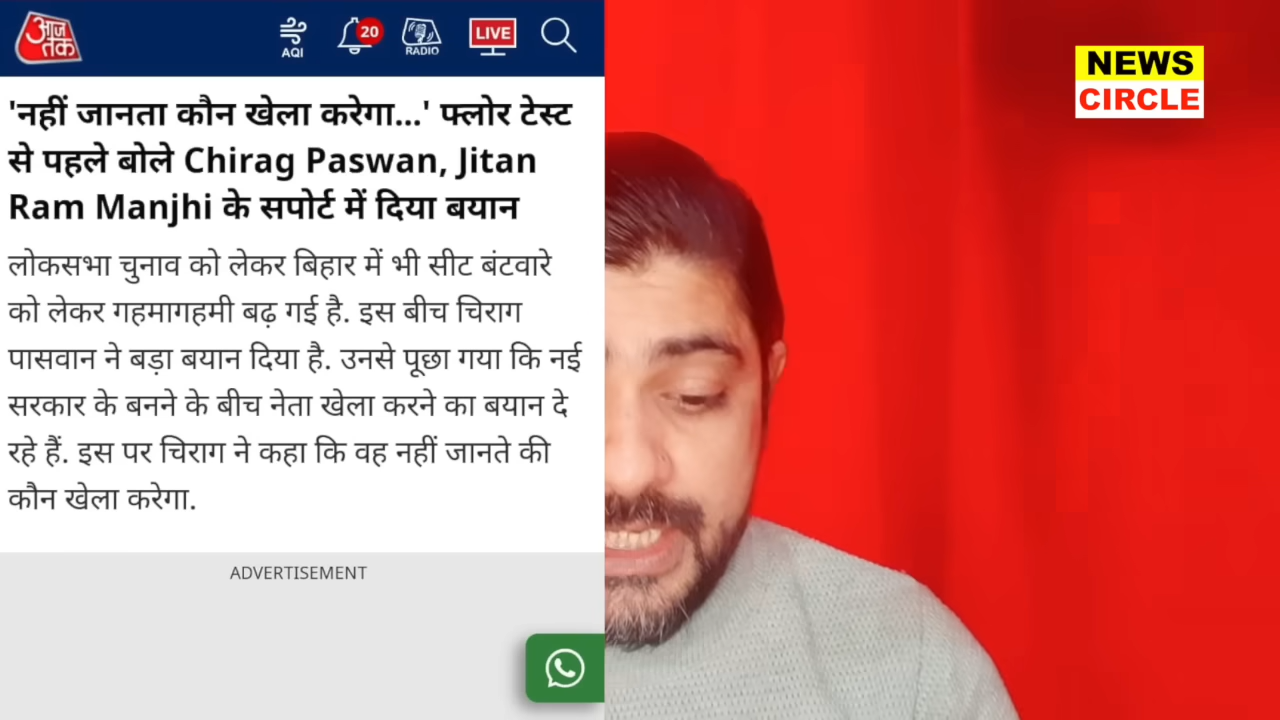 आज
तक
AQI
20
RADIO
LIVE
'नहीं जानता कौन खेला करेगा...' फ्लोर टेस्ट
से पहले बोले Chirag Paswan, Jitan
Ram Manjhi के सपोर्ट में दिया बयान
लोकसभा चुनाव को लेकर बिहार में भी सीट बंटवारे
को लेकर गहमागहमी बढ़ गई है. इस बीच चिराग
पासवान ने बड़ा बयान दिया है. उनसे पूछा गया कि नई
सरकार के बनने के बीच नेता खेला करने का बयान दे
रहे हैं. इस पर चिराग ने कहा कि वह नहीं जानते की
कौन खेला करेगा.
ADVERTISEMENT
NEWS
CIRCLE